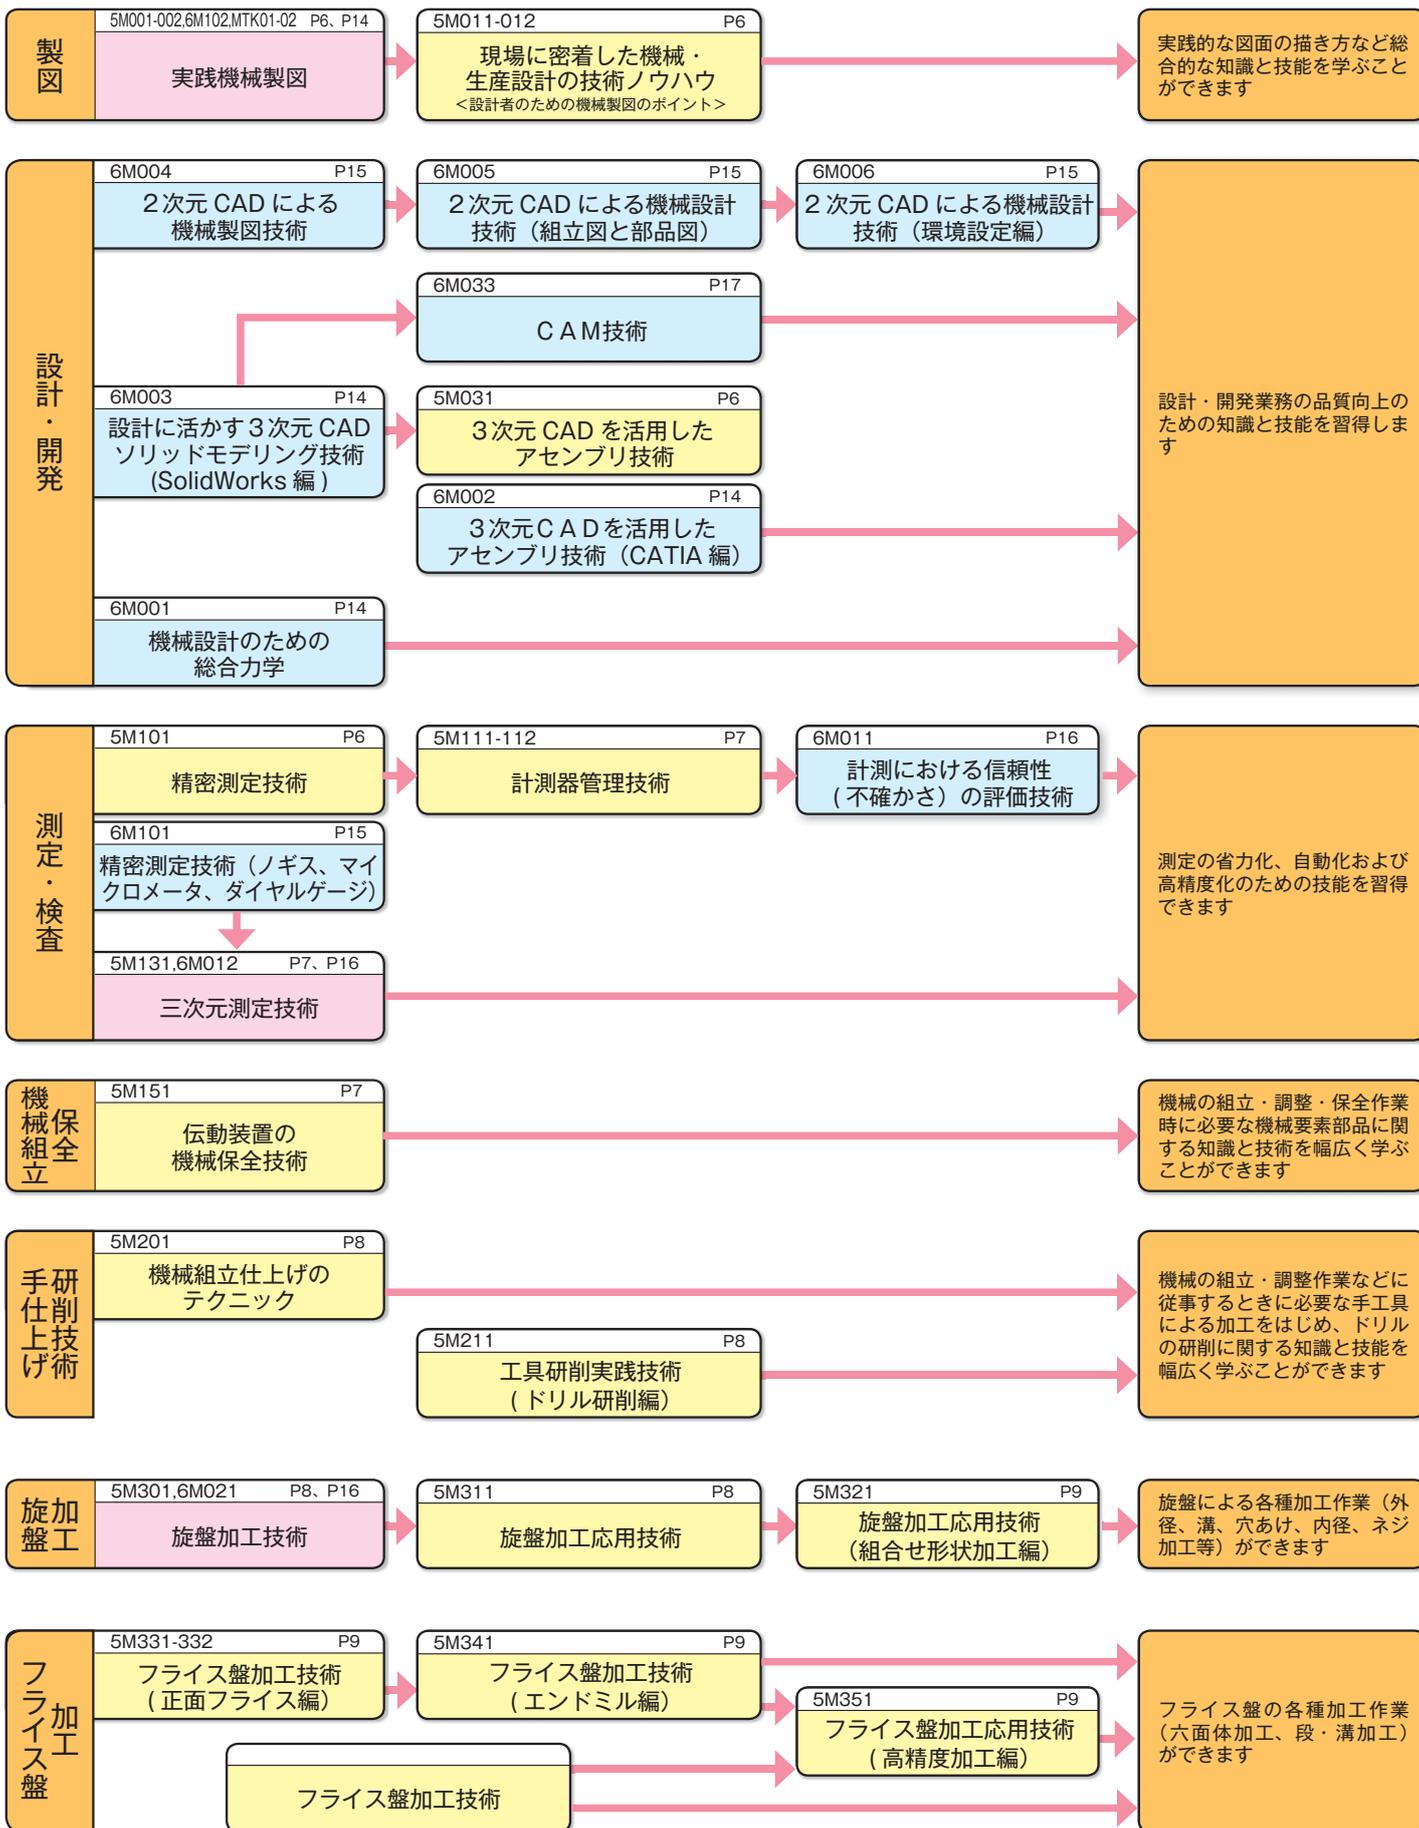 製図
5M001-002,6M102,MTK01-02 P6、P14
実践機械製図
5M011-012 P6
現場に密着した機械・
生産設計の技術ノウハウ
<設計者のための機械製図のポイント>
実践的な図面の描き方など総
合的な知識と技能を学ぶこと
ができます
設計・開発
6M004 P15
２次元 CAD による
機械製図技術
6M005 P15
２次元 CAD による機械設計
技術（組立図と部品図）
6M006 P15
２次元 CAD による機械設計
技術（環境設定編）
6M033 P17
ＣＡＭ技術
6M003 P14
設計に活かす３次元 CAD
ソリッドモデリング技術
(SolidWorks 編 )
5M031 P6
３次元 CAD を活用した
アセンブリ技術
6M002 P14
３次元ＣＡＤを活用した
アセンブリ技術（CATIA 編）
6M001 P14
機械設計のための
総合力学
設計・開発業務の品質向上の
ための知識と技能を習得しま
す
測定・検査
5M101 P6
精密測定技術
5M111-112 P7
計測器管理技術
6M011 P16
計測における信頼性
( 不確かさ）の評価技術
6M101 P15
精密測定技術（ノギス、マイ
クロメータ、ダイヤルゲージ）
5M131,6M012 P7、P16
三次元測定技術
測定の省力化、自動化および
高精度化のための技能を習得
できます
機械組立
保全
5M151 P7
伝動装置の
機械保全技術
機械の組立・調整・保全作業
時に必要な機械要素部品に関
する知識と技術を幅広く学ぶ
ことができます
手仕上げ
研削技術
5M201 P8
機械組立仕上げの
テクニック
5M211 P8
工具研削実践技術
( ドリル研削編）
機械の組立・調整作業などに
従事するときに必要な手工具
による加工をはじめ、ドリル
の研削に関する知識と技能を
幅広く学ぶことができます
旋盤
加工
5M301,6M021 P8、P16
旋盤加工技術
5M311 P8
旋盤加工応用技術
5M321 P9
旋盤加工応用技術
（組合せ形状加工編）
旋盤による各種加工作業（外
径、溝、穴あけ、内径、ネジ
加工等）ができます
フライス盤
加工
5M331-332 P9
フライス盤加工技術
( 正面フライス編）
5M341 P9
フライス盤加工技術
( エンドミル編）
5M351 P9
フライス盤加工応用技術
( 高精度加工編）
フライス盤加工技術
フライス盤の各種加工作業
（六面体加工、段・溝加工）
ができます